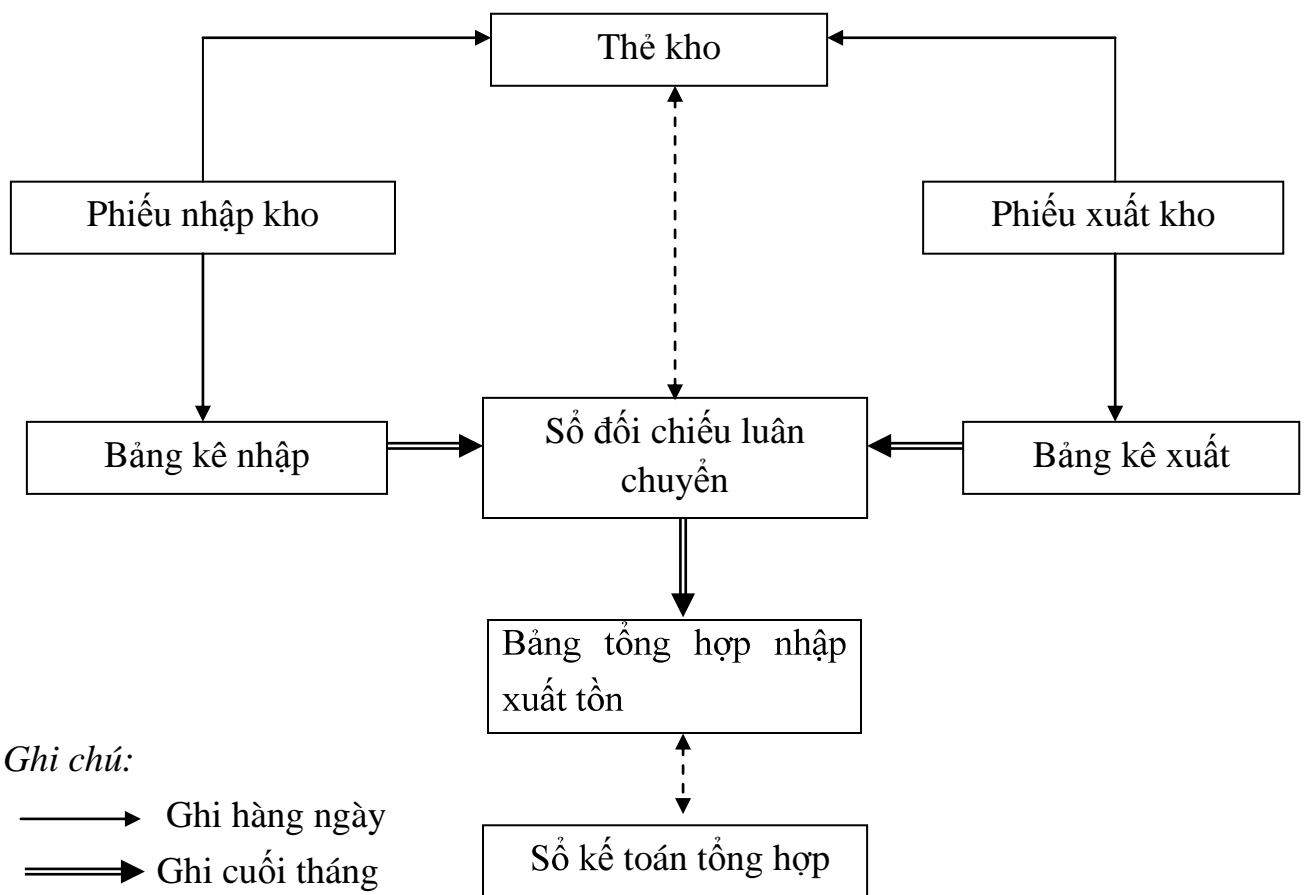 Thẻ kho
Phiếu nhập kho
Phiếu xuất kho
Bảng kê nhập
Sổ đối chiếu luân
chuyển
Bảng kê xuất
Bảng tổng hợp nhập
xuất tồn
Ghi chú:
Ghi hàng ngày
Ghi cuối tháng
Sổ kế toán tổng hợp